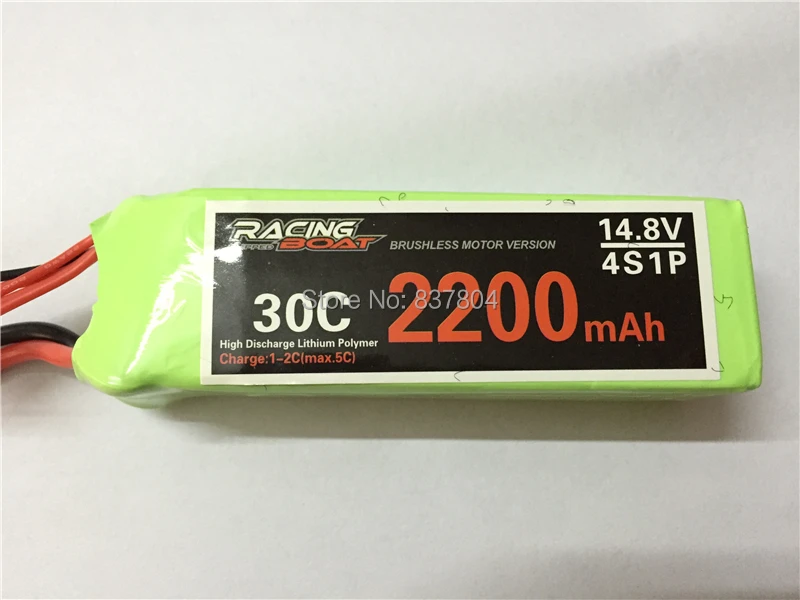 RACING
BOAT
BRUSHLESS MOTOR VERSION
14.8V
4S1P
30C
2200mAh
Store No: 837804
High Discharge Lithium Polymer
Charge:1-2C(max.5C)